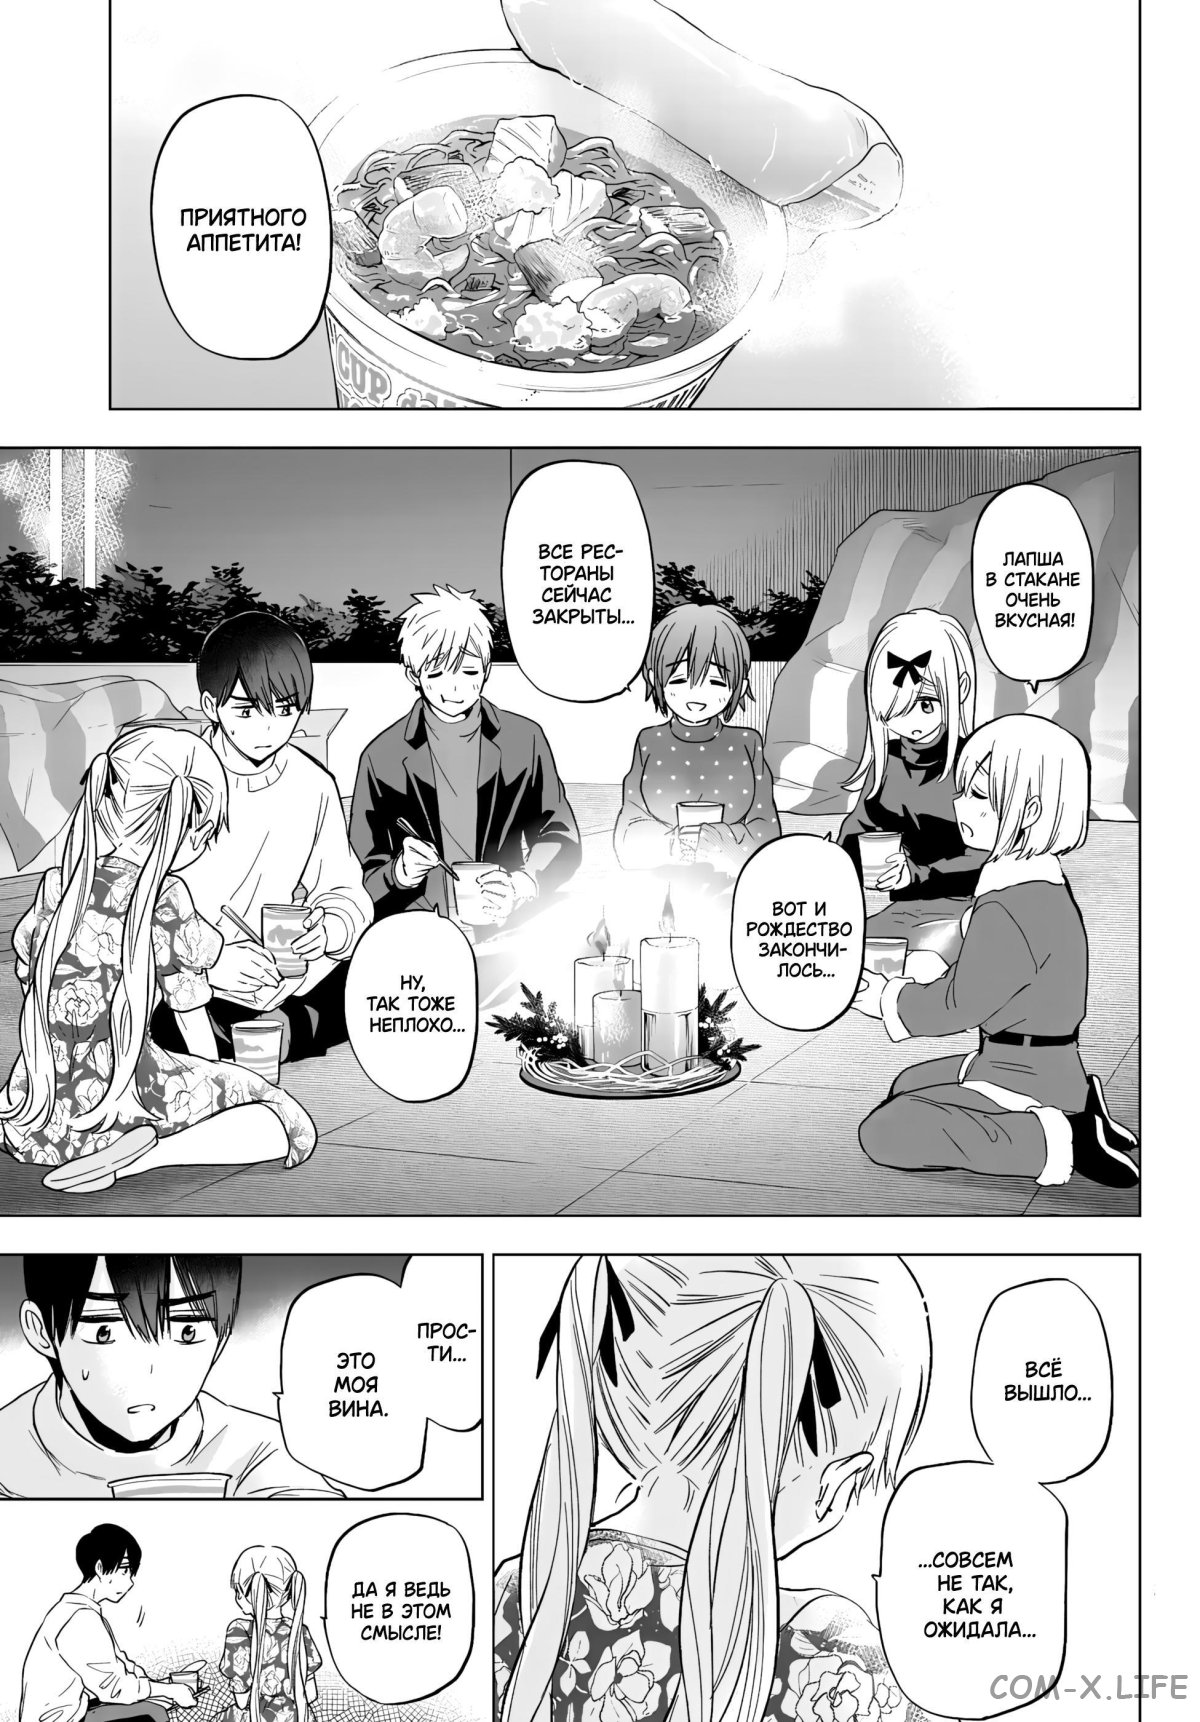 ПРИЯТНОГО
АППЕТИТА!
CUP
ЛАПША
В СТАКАНЕ
ОЧЕНЬ
ВКУСНАЯ!
ВСЕ РЕС-
ТОРАНЫ
СЕЙЧАС
ЗАКРЫТЫ...
ВОТ И
РОЖДЕСТВО
ЗАКОНЧИ-
ЛОСЬ...
НУ,
ТАК ТОЖЕ
НЕПЛОХО...
ВСЁ
ВЫШЛО...
...СОВСЕМ
НЕ ТАК,
КАК Я
ОЖИДАЛА...
ПРОС-
ТИ...
ЭТО
МОЯ
ВИНА.
ДА Я ВЕДЬ
НЕ В ЭТОМ
СМЫСЛЕ!
COM-X.LIFE